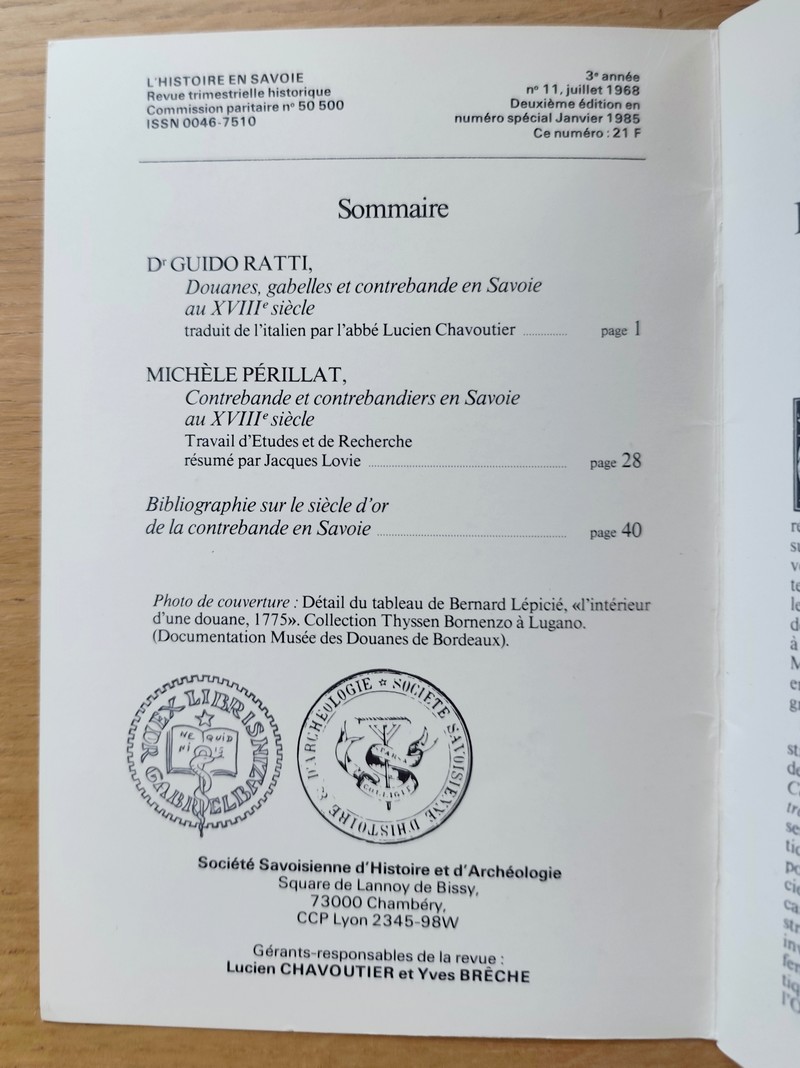 L'HISTOIRE EN SAVOIE
Revue trimestrielle historique
Commission paritaire n° 50 500
ISSN 0046-7510
3e année
n° 11, juillet 1968
Deuxième édition en
numéro spécial Janvier 1985
Ce numéro : 21 F
Sommaire
Dr GUIDO RATTI,
Douanes, gabelles et contrebande en Savoie
au XVIIIe siècle
traduit de l'italien par l'abbé Lucien Chavoutier ............... page 1
MICHÈLE PÉRILLAT,
Contrebande et contrebandiers en Savoie
au XVIIIe siècle
Travail d'Etudes et de Recherche
résumé par Jacques Lovie ............... page 28
Bibliographie sur le siècle d'or
de la contrebande en Savoie ............... page 40
Photo de couverture : Détail du tableau de Bernard Lépicié, «l'intérieur
d'une douane, 1775». Collection Thyssen Bornenzo à Lugano.
(Documentation Musée des Douanes de Bordeaux).
EX LIBRIS
NE QUID
NIMIS
SOCIÉTÉ SAVOISIENNE D'HISTOIRE & D'ARCHÉOLOGIE
SPARSA
COLLIGIT
Société Savoisienne d'Histoire et d'Archéologie
Square de Lannoy de Bissy,
73000 Chambéry,
CCP Lyon 2345-98W
Gérants-responsables de la revue :
Lucien CHAVOUTIER et Yves BRÊCHE